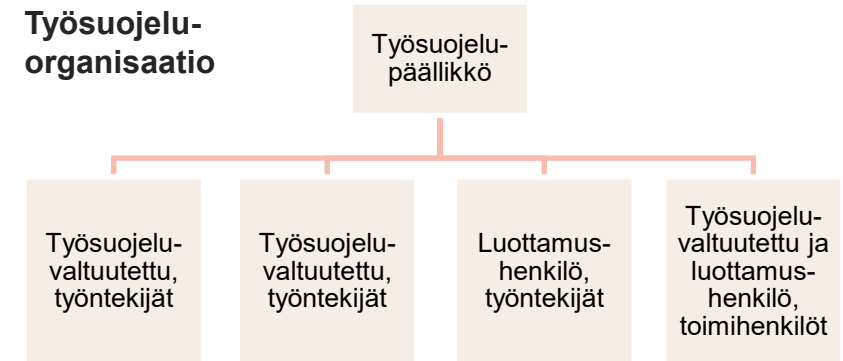 Työsuojelu-
organisaatio
Työsuojelu-
päällikkö
Työsuojelu-
valtuutettu,
työntekijät
Työsuojelu-
valtuutettu,
työntekijät
Luottamus-
henkilö,
työntekijät
Työsuojelu-
valtuutettu ja
luottamus-
henkilö,
toimihenkilöt